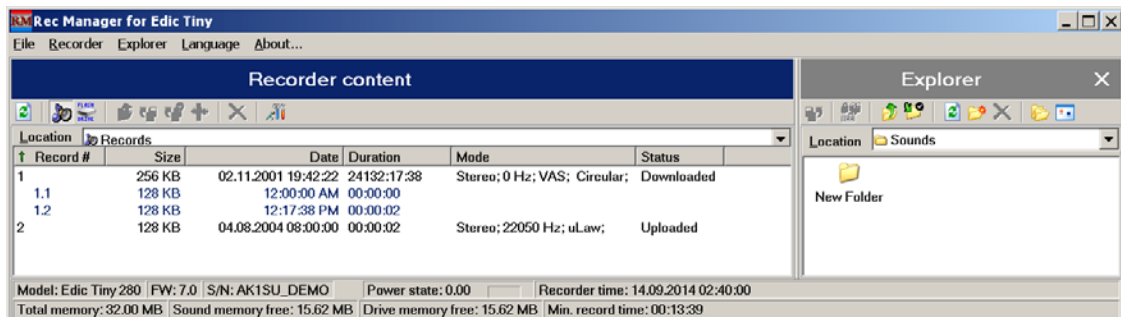 RM Rec Manager for Edic Tiny
File Recorder Explorer Language About...
Recorder content
Location Records
↑ Record # Size Date Duration Mode Status
1 256 KB 02.11.2001 19:42:22 24132:17:38 Stereo; 0 Hz; VAS; Circular; Downloaded
1.1 128 KB 12:00:00 AM 00:00:00
1.2 128 KB 12:17:38 PM 00:00:02
2 128 KB 04.08.2004 08:00:00 00:00:02 Stereo; 22050 Hz; uLaw; Uploaded
Explorer
Location Sounds
New Folder
Model: Edic Tiny 280 FW: 7.0 S/N: AK1SU_DEMO Power state: 0.00 Recorder time: 14.09.2014 02:40:00
Total memory: 32.00 MB Sound memory free: 15.62 MB Drive memory free: 15.62 MB Min. record time: 00:13:39